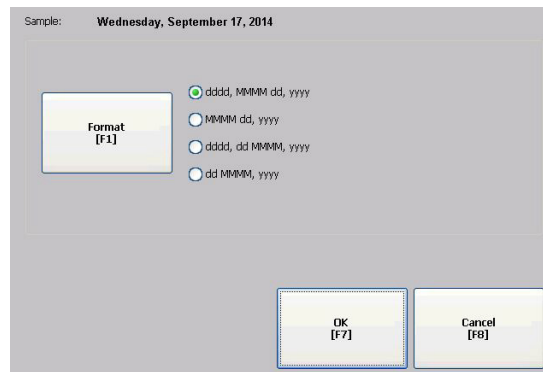 Sample: Wednesday, September 17, 2014
dddd, MMMM dd, yyyy
MMMM dd, yyyy
dddd, dd MMMM, yyyy
dd MMMM, yyyy
Format
[F1]
OK
[F7]
Cancel
[F8]